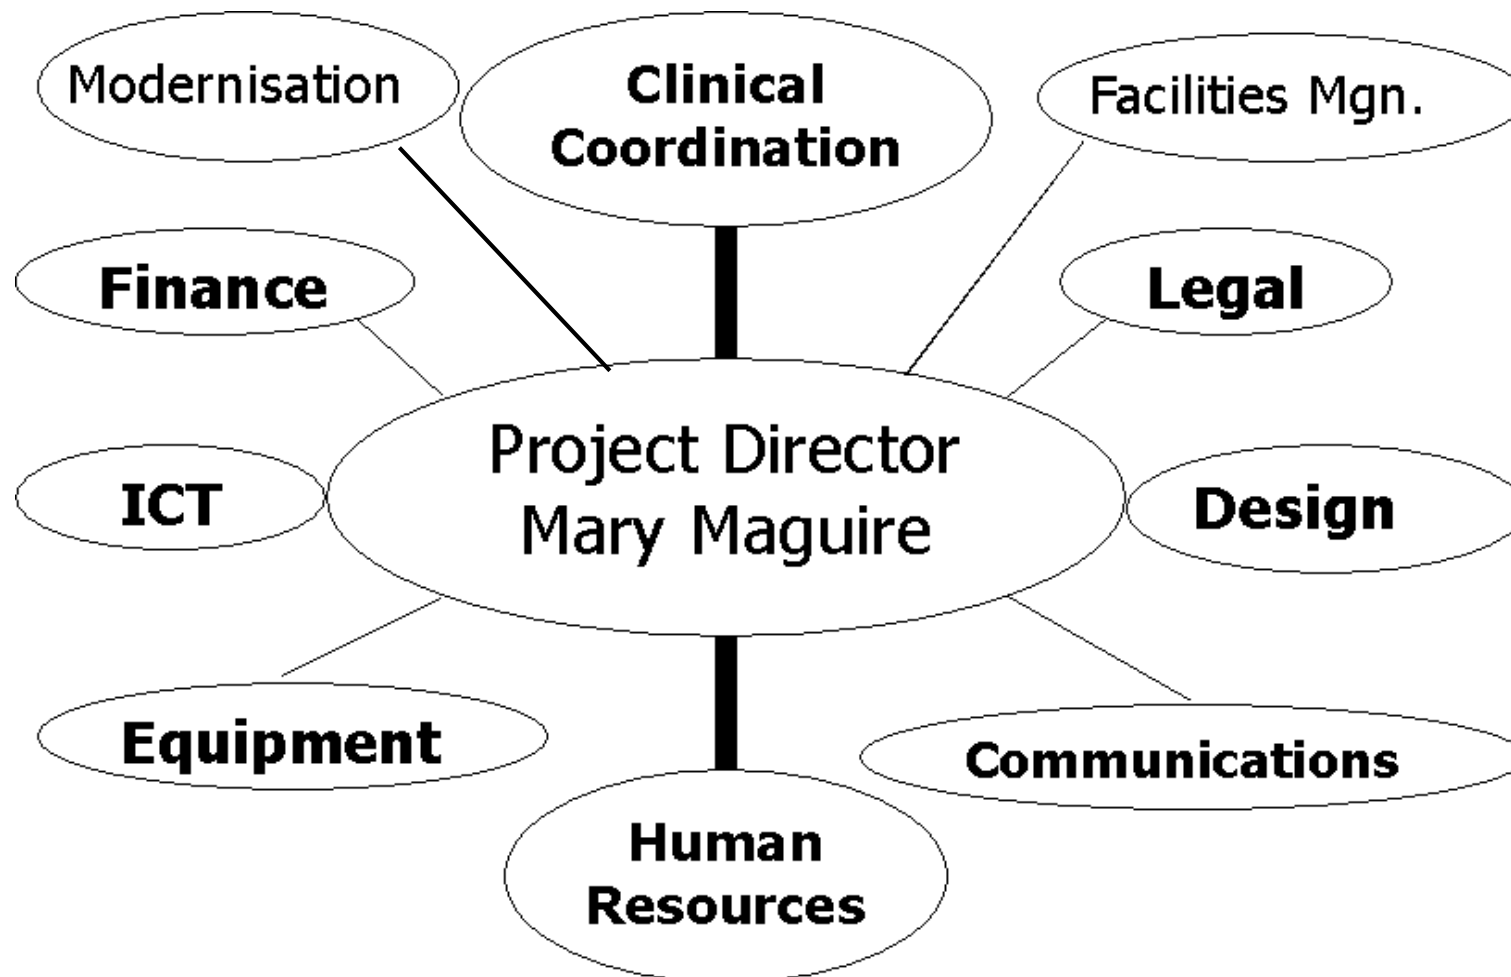 Modernisation
Clinical
Coordination
Facilities Mgn.
Finance
Legal
Project Director
Mary Maguire
ICT
Design
Equipment
Communications
Human
Resources